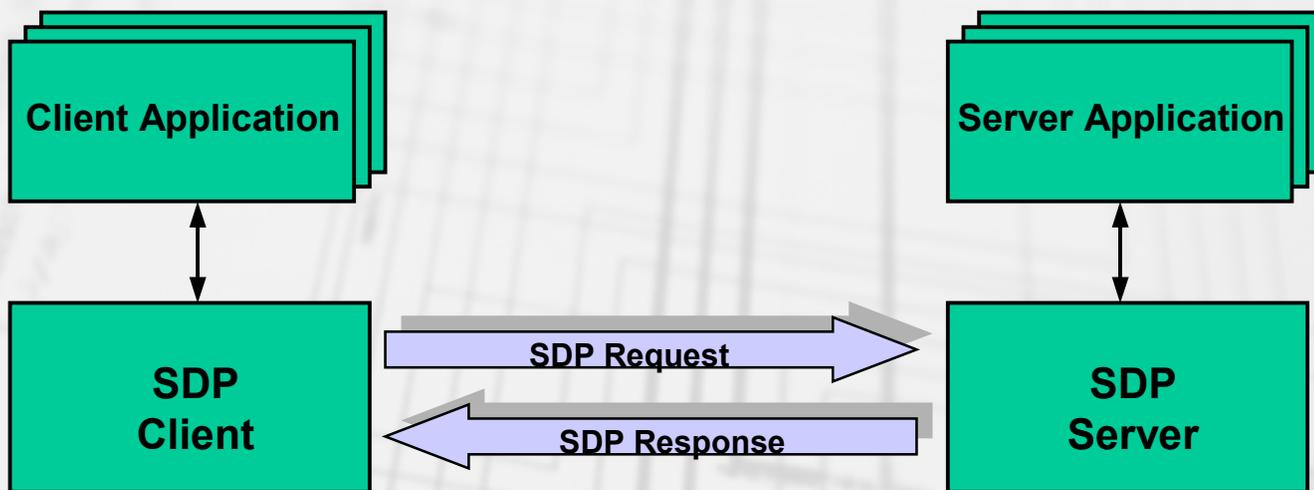 Client Application
Server Application
SDP Request
SDP
Client
SDP
Server
SDP Response